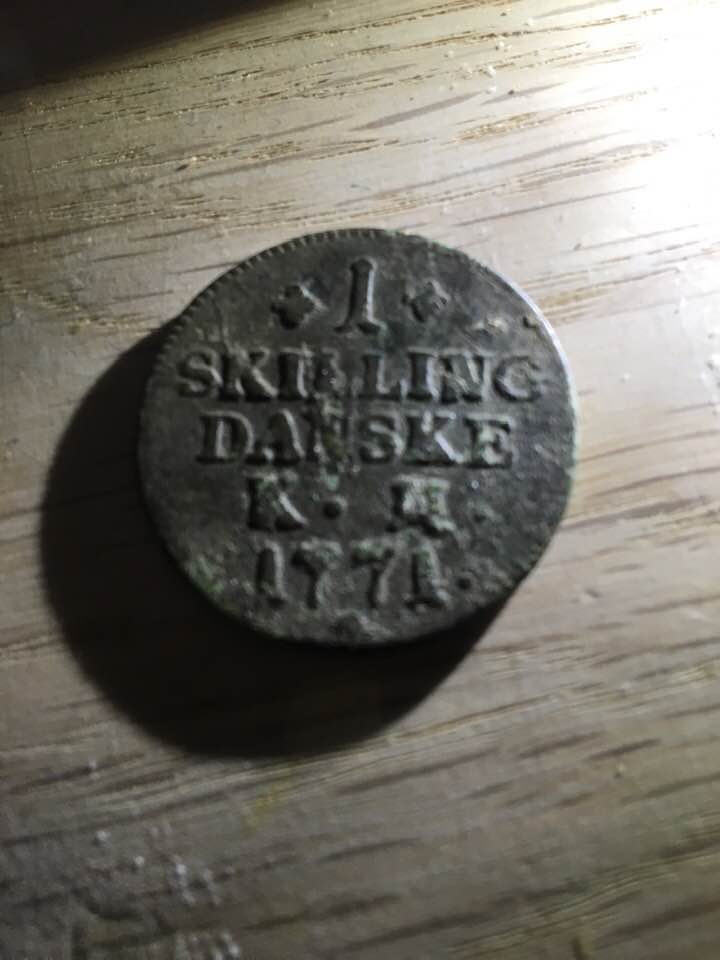 1
SKILLING
DANSKE
K. M.
1771.